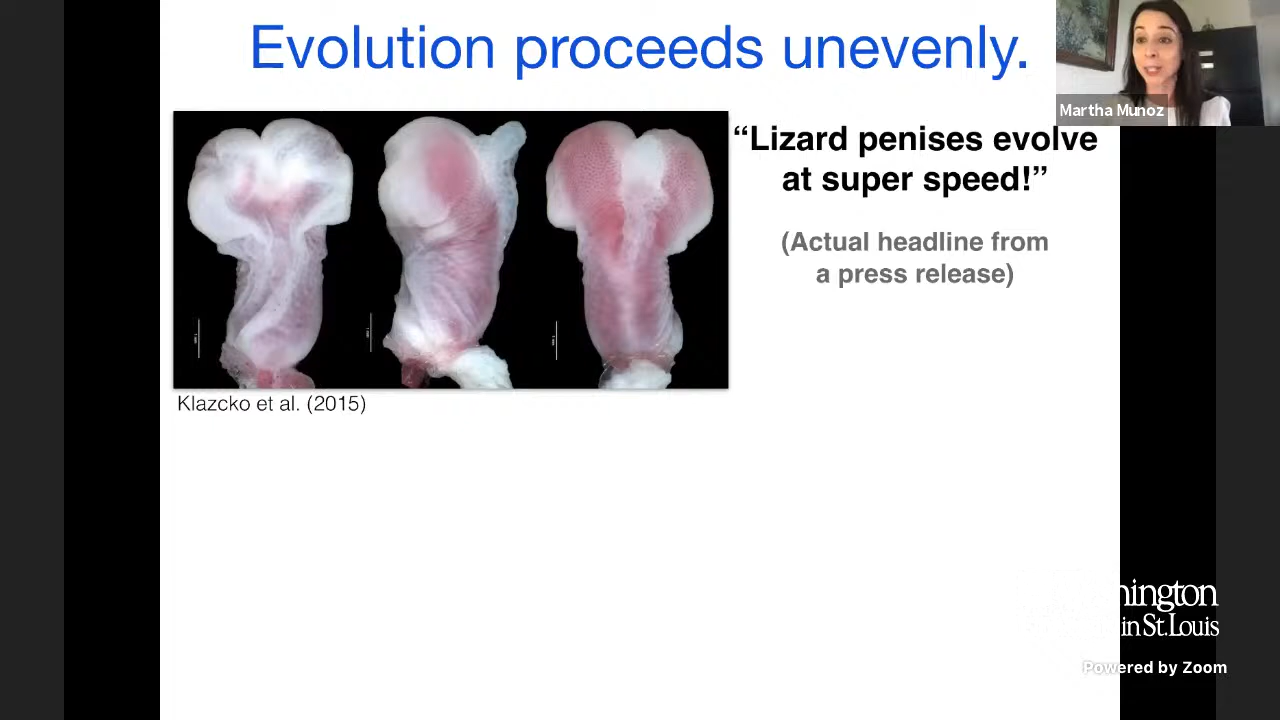 Evolution proceeds unevenly.
Martha Munoz
“Lizard penises evolve
at super speed!”
(Actual headline from
a press release)
Klazcko et al. (2015)
hington
in St.Louis
Powered by Zoom